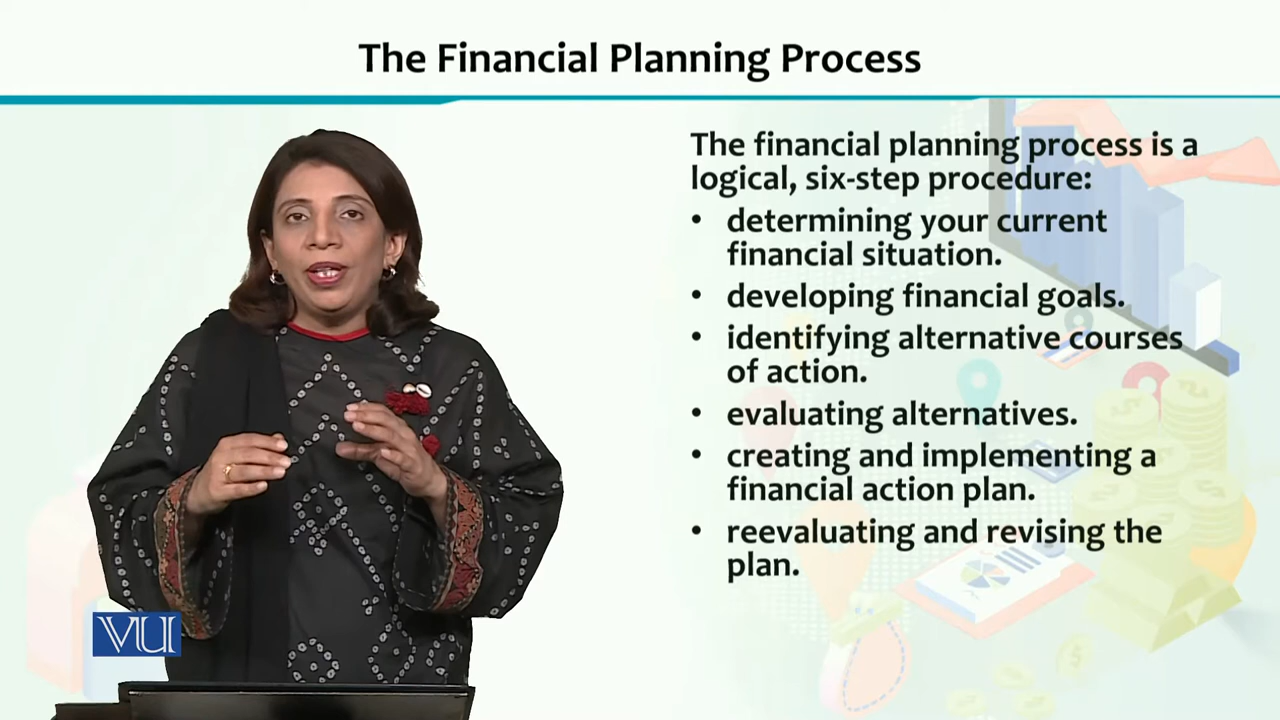 The Financial Planning Process
The financial planning process is a
logical, six-step procedure:
• determining your current
financial situation.
• developing financial goals.
• identifying alternative courses
of action.
• evaluating alternatives.
• creating and implementing a
financial action plan.
• reevaluating and revising the
plan.
VU